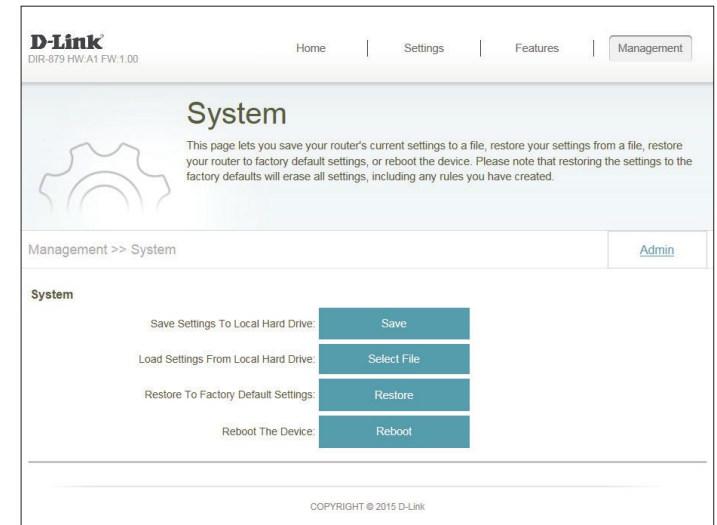 D-Link
DIR-879 HW:A1 FW:1.00
Home
Settings
Features
Management
System
This page lets you save your router's current settings to a file, restore your settings from a file, restore
your router to factory default settings, or reboot the device. Please note that restoring the settings to the
factory defaults will erase all settings, including any rules you have created.
Management >> System
Admin
System
Save Settings To Local Hard Drive:
Save
Load Settings From Local Hard Drive:
Select File
Restore To Factory Default Settings:
Restore
Reboot The Device:
Reboot
COPYRIGHT © 2015 D-Link